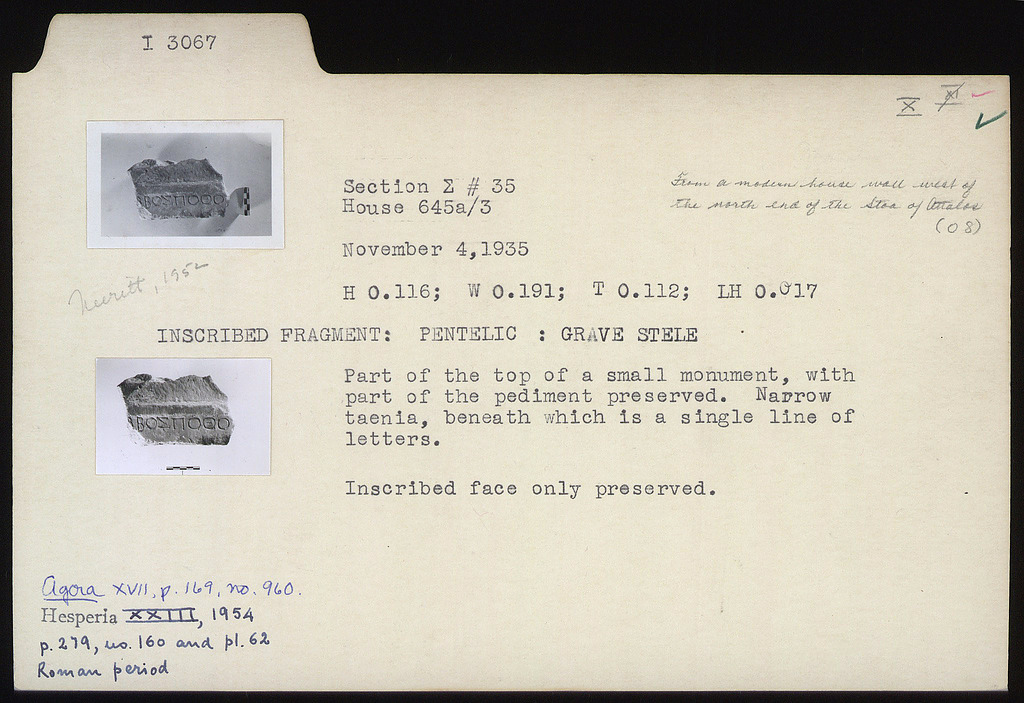 I 3067
X XI
Section Σ # 35
House 645a/3
From a modern house wall west of
the north end of the Stoa of Attalos
(O 8)
November 4,1935
Meritt, 1952
H 0.116; W 0.191; T 0.112; LH 0.017
INSCRIBED FRAGMENT: PENTELIC : GRAVE STELE
Part of the top of a small monument, with
part of the pediment preserved. Narrow
taenia, beneath which is a single line of
letters.
ΒΟΣΠΟ
ΒΟΣΠΟ
Inscribed face only preserved.
Agora XVII, p. 169, no. 960.
Hesperia XXIII, 1954
p. 279, no. 160 and pl. 62
Roman period